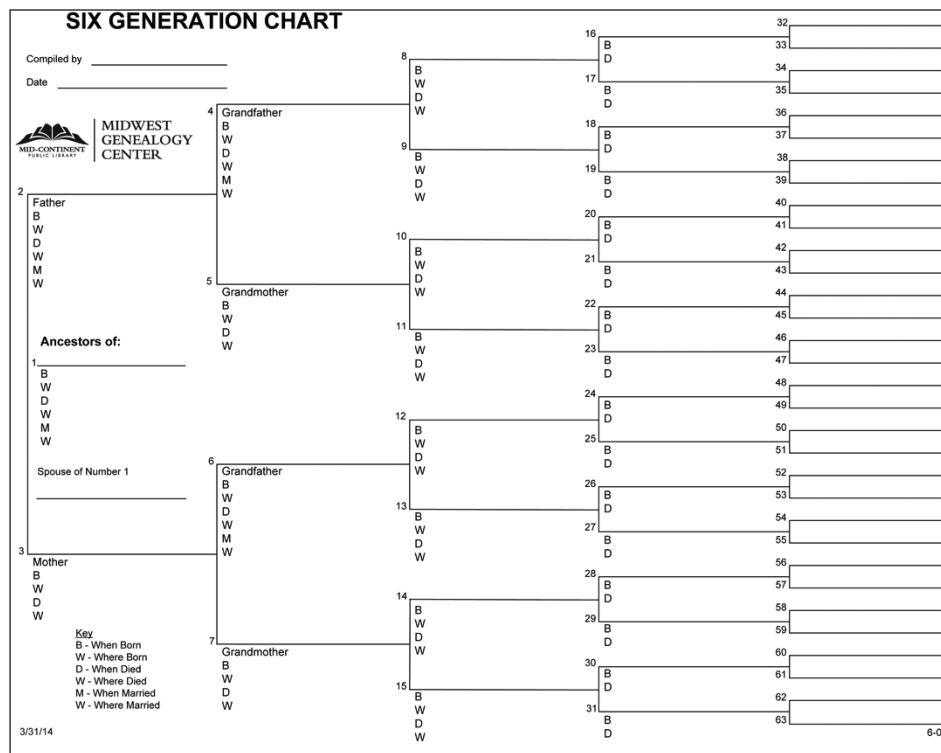 SIX GENERATION CHART
Compiled by
Date
MID-CONTINENT
PUBLIC LIBRARY
MIDWEST
GENEALOGY
CENTER
2
Father
B
W
D
W
M
W
Ancestors of:
1
B
W
D
W
M
W
Spouse of Number 1
3
Mother
B
W
D
W
Key
B - When Born
W - Where Born
D - When Died
W - Where Died
M - When Married
W - Where Married
3/31/14
4
Grandfather
B
W
D
W
M
W
5
Grandmother
B
W
D
W
6
Grandfather
B
W
D
W
M
W
7
Grandmother
B
W
D
W
8
B
W
D
W
9
B
W
D
W
10
B
W
D
W
11
B
W
D
W
12
B
W
D
W
13
B
W
D
W
14
B
W
D
W
15
B
W
D
W
16
B
D
17
B
D
18
B
D
19
B
D
20
B
D
21
B
D
22
B
D
23
B
D
24
B
D
25
B
D
26
B
D
27
B
D
28
B
D
29
B
D
30
B
D
31
B
D
32
33
34
35
36
37
38
39
40
41
42
43
44
45
46
47
48
49
50
51
52
53
54
55
56
57
58
59
60
61
62
63